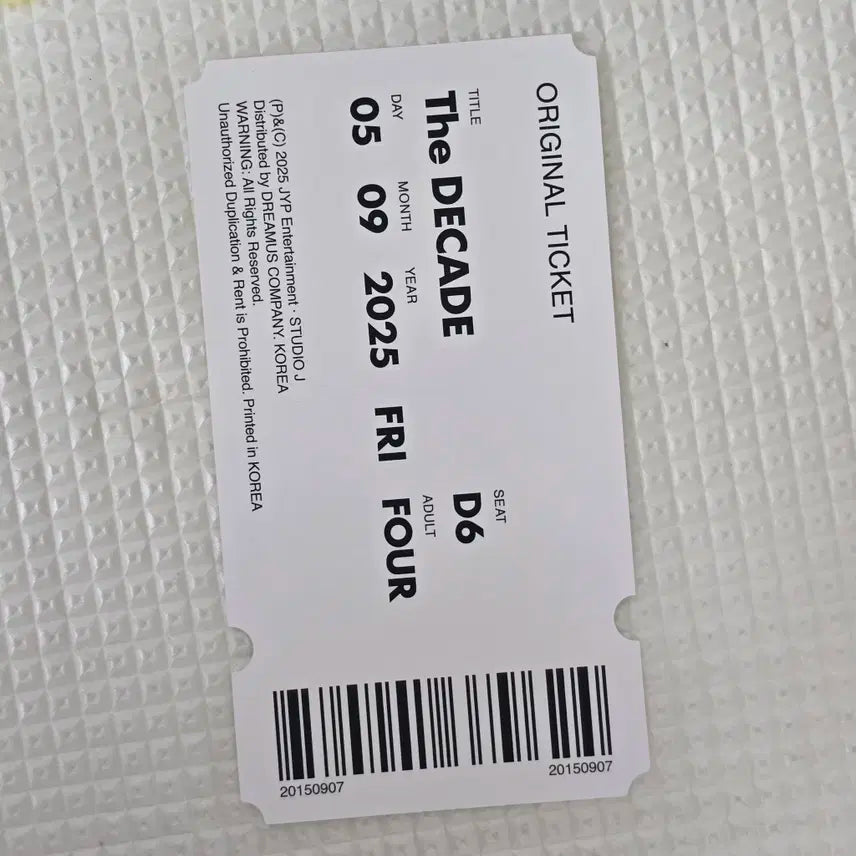 ORIGINAL TICKET
TITLE
The DECADE
SEAT
D6
DAY MONTH YEAR ADULT
05 09 2025 FRI FOUR
(P)&(C) 2025 JYP Entertainment · STUDIO J
Distributed by DREAMUS COMPANY. KOREA
WARNING: All Rights Reserved.
Unauthorized Duplication & Rent is Prohibited. Printed in KOREA
20150907
20150907